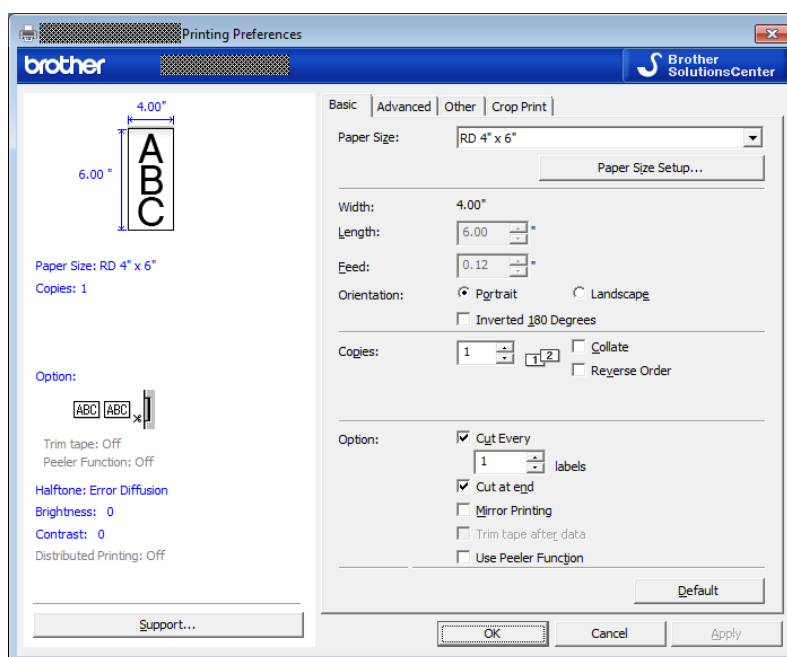 Printing Preferences
brother
Brother
SolutionsCenter
4.00"
6.00 "
A
B
C
Paper Size: RD 4" x 6"
Copies: 1
Option:
ABC ABC
Trim tape: Off
Peeler Function: Off
Halftone: Error Diffusion
Brightness: 0
Contrast: 0
Distributed Printing: Off
Support...
Basic Advanced Other Crop Print
Paper Size: RD 4" x 6"
Paper Size Setup...
Width: 4.00"
Length: 6.00 "
Feed: 0.12 "
Orientation: Portrait Landscape
Inverted 180 Degrees
Copies: 1 1 2 Collate
Reverse Order
Option: Cut Every
1 labels
Cut at end
Mirror Printing
Trim tape after data
Use Peeler Function
Default
OK Cancel Apply